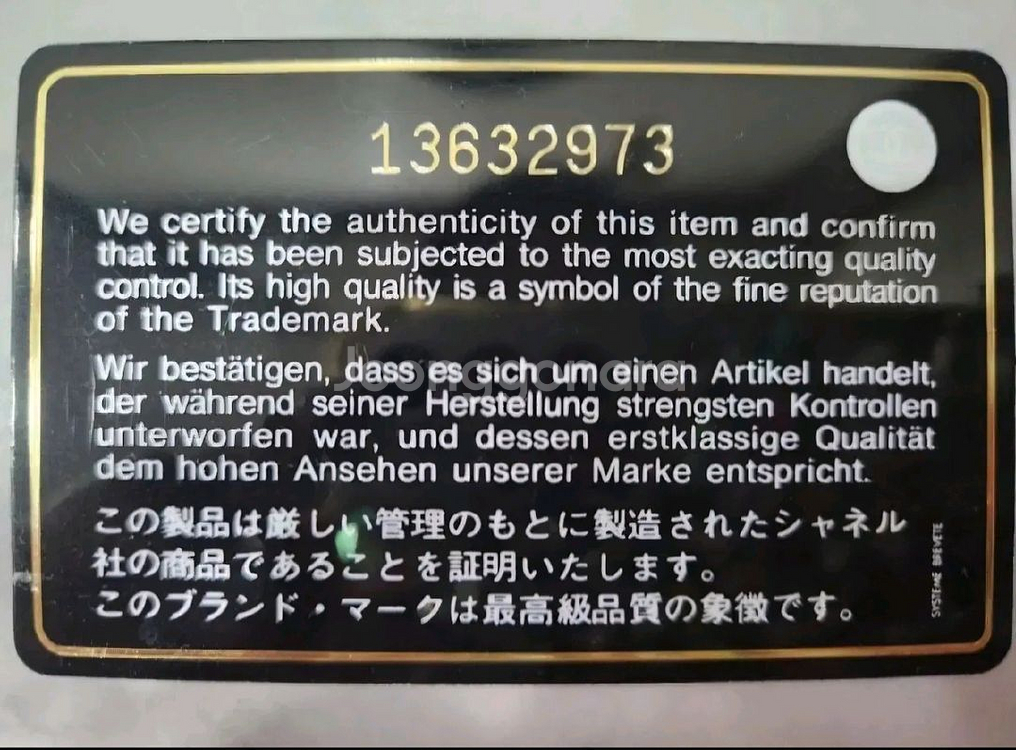 13632973
We certify the authenticity of this item and confirm
that it has been subjected to the most exacting quality
control. Its high quality is a symbol of the fine reputation
of the Trademark.
Wir bestätigen, dass es sich um einen Artikel handelt,
der während seiner Herstellung strengsten Kontrollen
unterworfen war, und dessen erstklassige Qualität
dem hohen Ansehen unserer Marke entspricht.
この製品は厳しい管理のもとに製造されたシャネル
社の商品であることを証明いたします。
このブランド・マークは最高級品質の象徴です。
SYSTEME BREVETE
Joonggonara